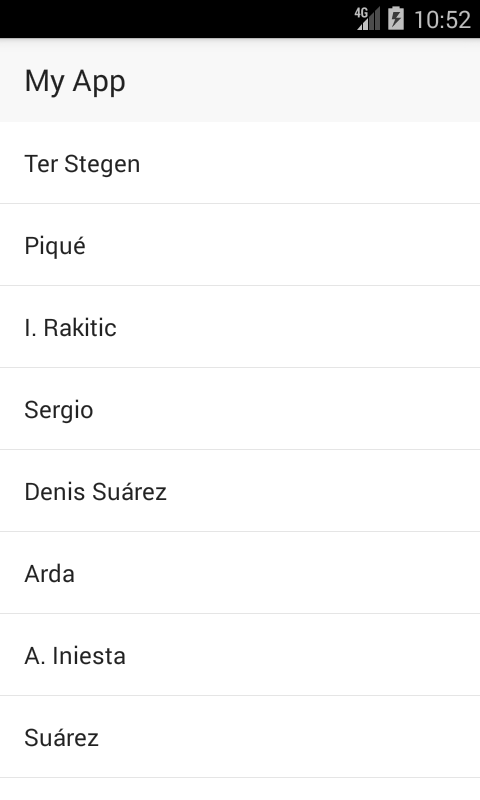 4G 10:52
My App
Ter Stegen
Piqué
I. Rakitic
Sergio
Denis Suárez
Arda
A. Iniesta
Suárez